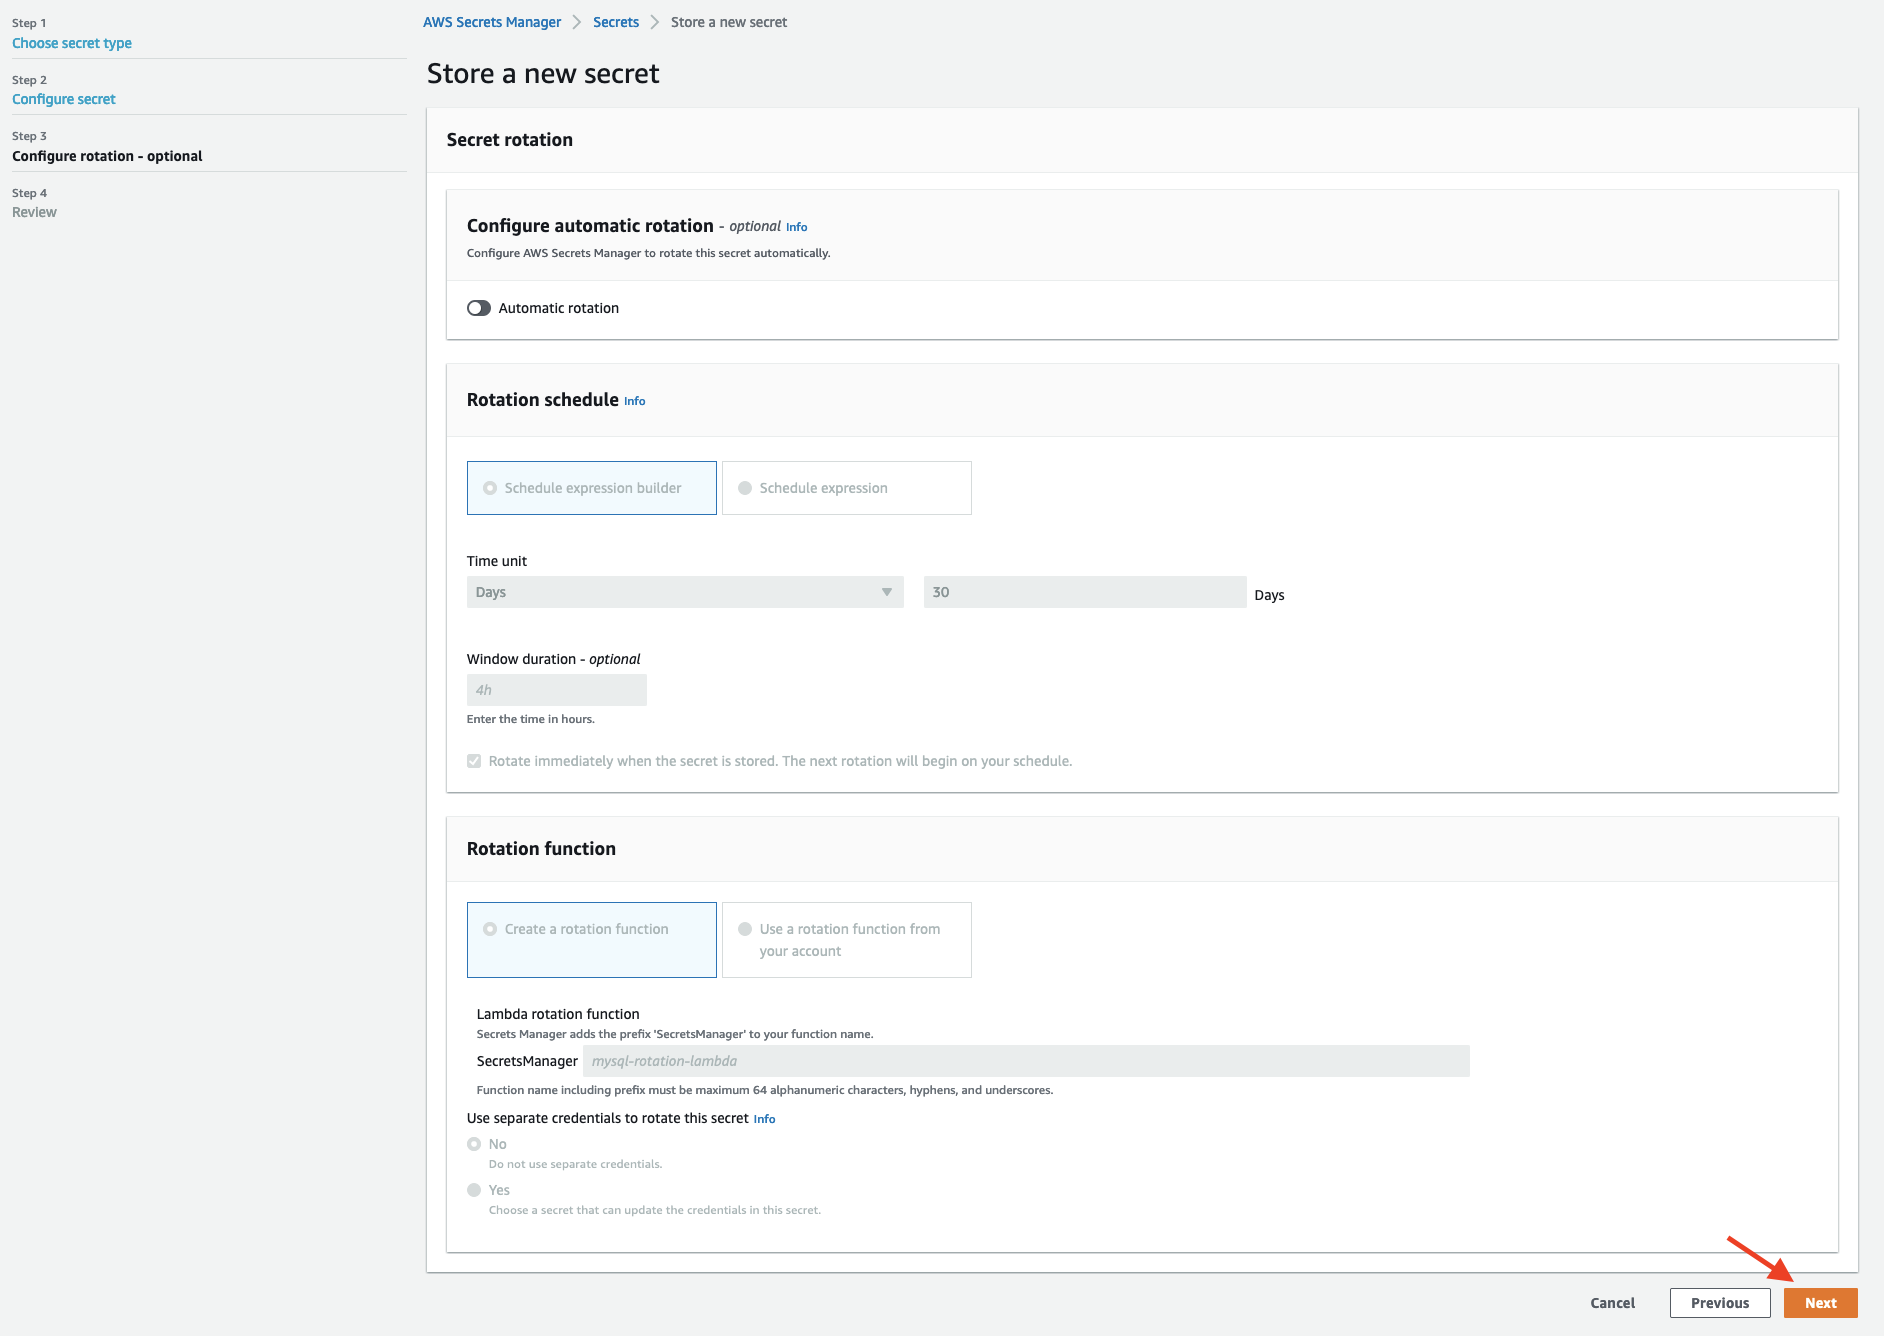 Step 1
Choose secret type
Step 2
Configure secret
Step 3
Configure rotation - optional
Step 4
Review
AWS Secrets Manager Secrets Store a new secret
Store a new secret
Secret rotation
Configure automatic rotation - optional Info
Configure AWS Secrets Manager to rotate this secret automatically.
Automatic rotation
Rotation schedule Info
Schedule expression builder
Schedule expression
Time unit
Days
30
Days
Window duration - optional
4h
Enter the time in hours.
Rotate immediately when the secret is stored. The next rotation will begin on your schedule.
Rotation function
Create a rotation function
Use a rotation function from
your account
Lambda rotation function
Secrets Manager adds the prefix 'SecretsManager' to your function name.
SecretsManager mysql-rotation-lambda
Function name including prefix must be maximum 64 alphanumeric characters, hyphens, and underscores.
Use separate credentials to rotate this secret Info
No
Do not use separate credentials.
Yes
Choose a secret that can update the credentials in this secret.
Cancel Previous Next